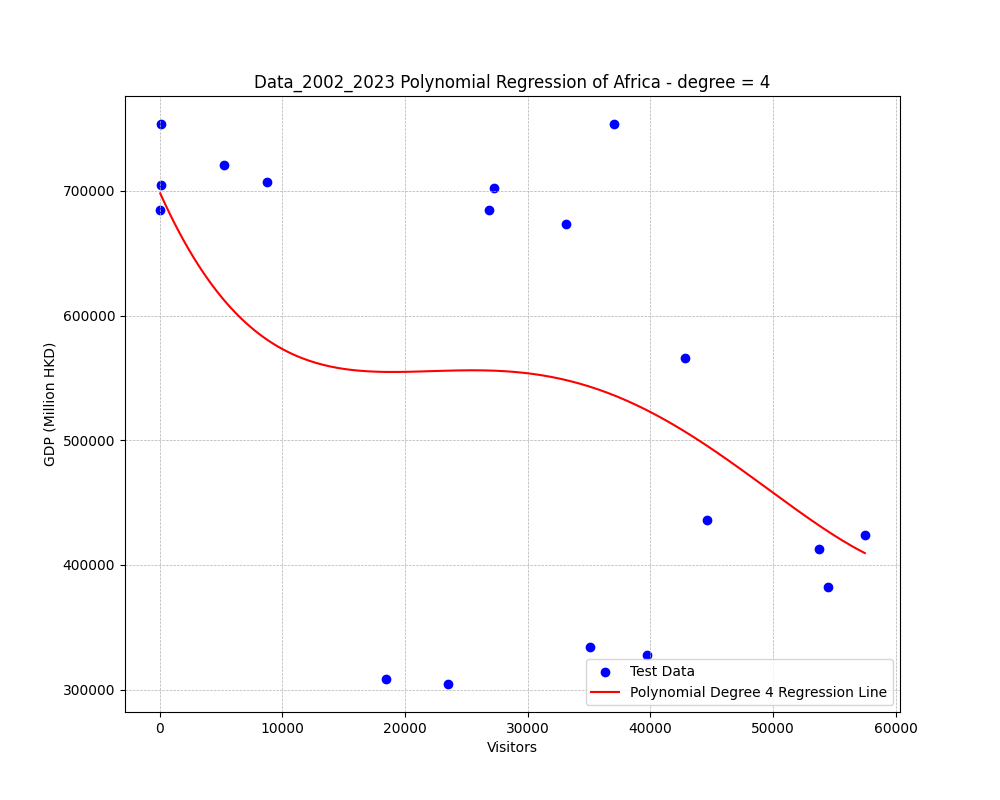 Data_2002_2023 Polynomial Regression of Africa - degree = 4
GDP (Million HKD)
700000
600000
500000
400000
300000
0 10000 20000 30000 40000 50000 60000
Visitors
Test Data
Polynomial Degree 4 Regression Line